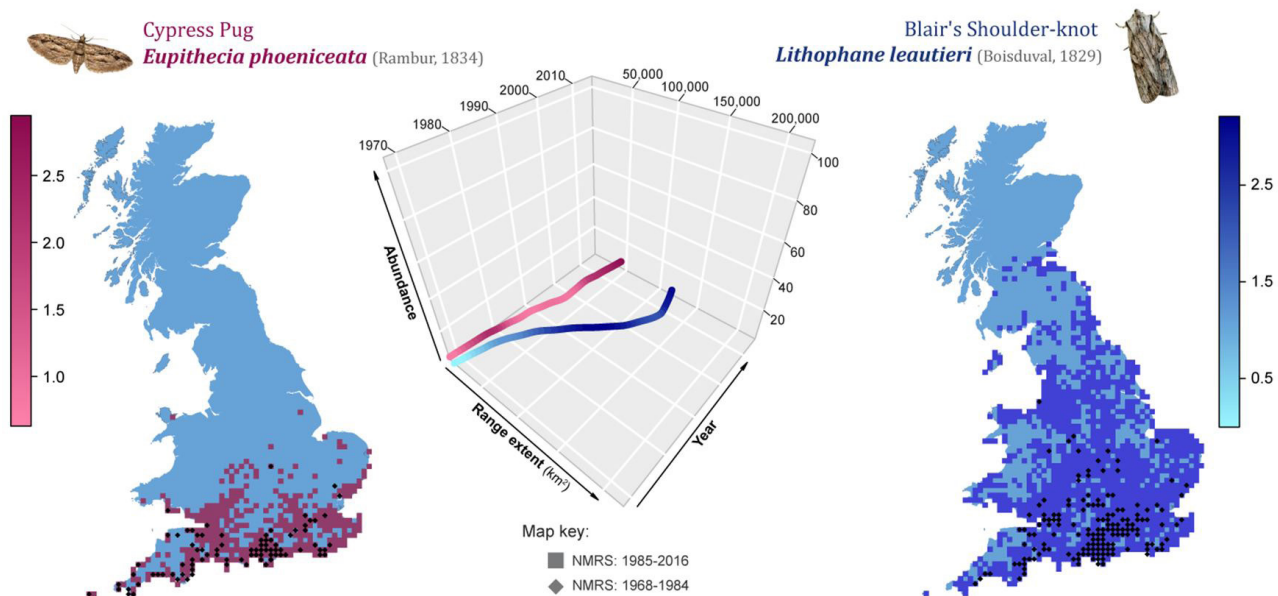 Cypress Pug
Eupithecia phoeniceata (Rambur, 1834)
Blair's Shoulder-knot
Lithophane leautieri (Boisduval, 1829)
2.5
2.0
1.5
1.0
1970
1980
1990
2000
2010
50,000
100,000
150,000
200,000
100
80
60
40
20
Abundance
Range extent (km²)
Year
2.5
1.5
0.5
Map key:
NMRS: 1985-2016
NMRS: 1968-1984